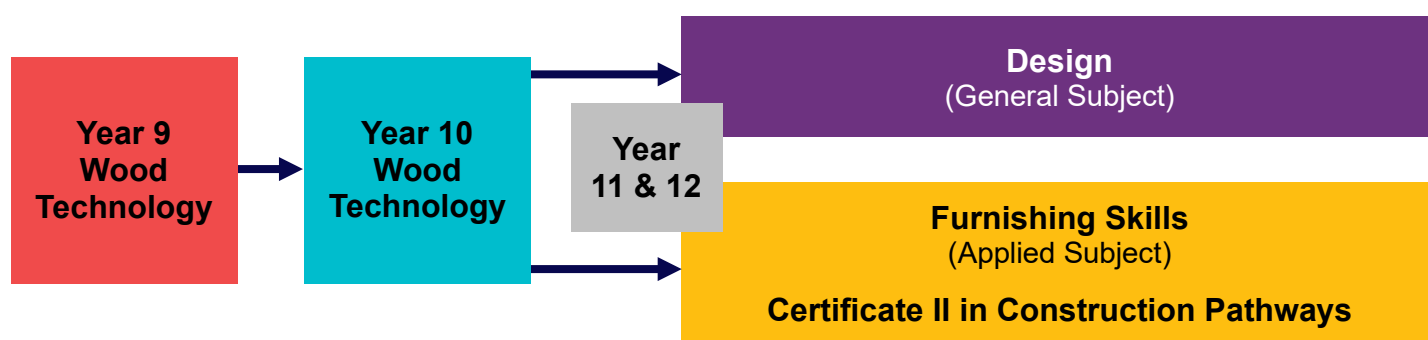 Year 9
Wood
Technology
Year 10
Wood
Technology
Year
11 & 12
Design
(General Subject)
Furnishing Skills
(Applied Subject)
Certificate II in Construction Pathways